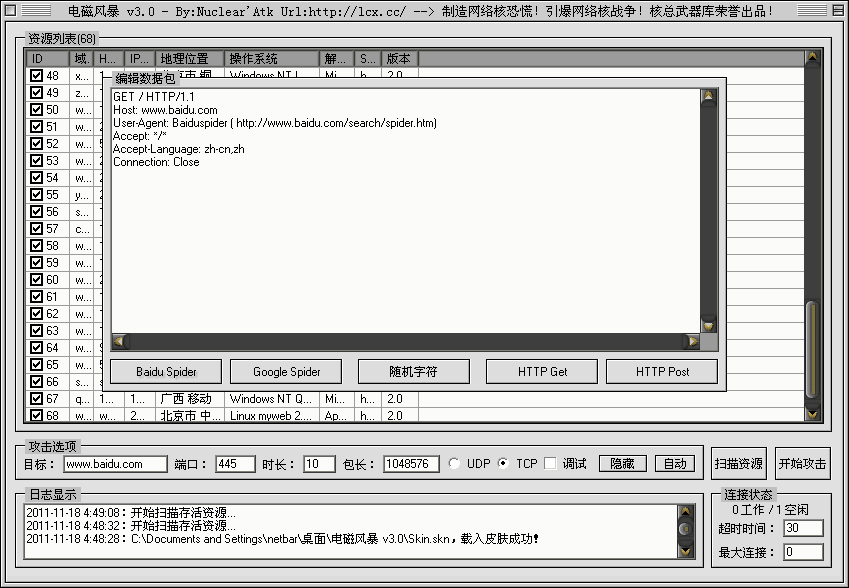 电磁风暴 v3.0 - By:Nuclear'Atk Url:http://lcx.cc/ --> 制造网络核恐慌！引爆网络核战争！核总武器库荣誉出品！
资源列表(68)
ID 域. H... IP... 地理位置 操作系统 解... S... 版本
48 x...
49 z...
50 w...
51 w...
52 w...
53 w...
54 w...
55 y...
56 s...
57 c...
58 w...
59 w...
60 w...
61 w...
62 w...
63 w...
64 w...
65 w...
66 s...
67 q... 1... 1... 广西 移动 Windows NT Q... Mi... h... 2.0
68 w... w... 2... 北京市 中... Linux myweb 2.... Ap... h... 2.0
编辑数据包
GET / HTTP/1.1
Host: www.baidu.com
User-Agent: Baiduspider ( http://www.baidu.com/search/spider.htm)
Accept: */*
Accept-Language: zh-cn,zh
Connection: Close
Baidu Spider Google Spider 随机字符 HTTP Get HTTP Post
攻击选项
目标： www.baidu.com 端口： 445 时长： 10 包长： 1048576 UDP TCP 调试 隐藏 自动 扫描资源 开始攻击
日志显示
2011-11-18 4:49:08：开始扫描存活资源...
2011-11-18 4:48:32：开始扫描存活资源...
2011-11-18 4:48:28：C:\Documents and Settings\netbar\桌面\电磁风暴 v3.0\Skin.skn，载入皮肤成功！
连接状态
0工作 / 1空闲
超时时间： 30
最大连接： 0